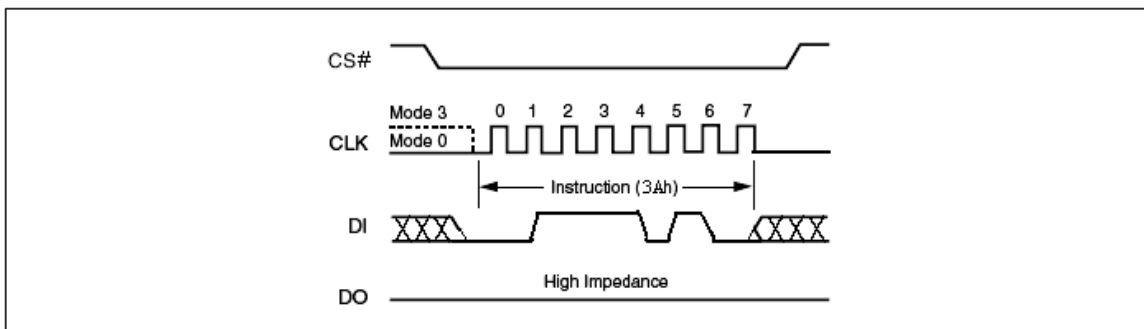 CS#
Mode 3 0 1 2 3 4 5 6 7
CLK Mode 0
Instruction (3Ah)
DI
High Impedance
DO